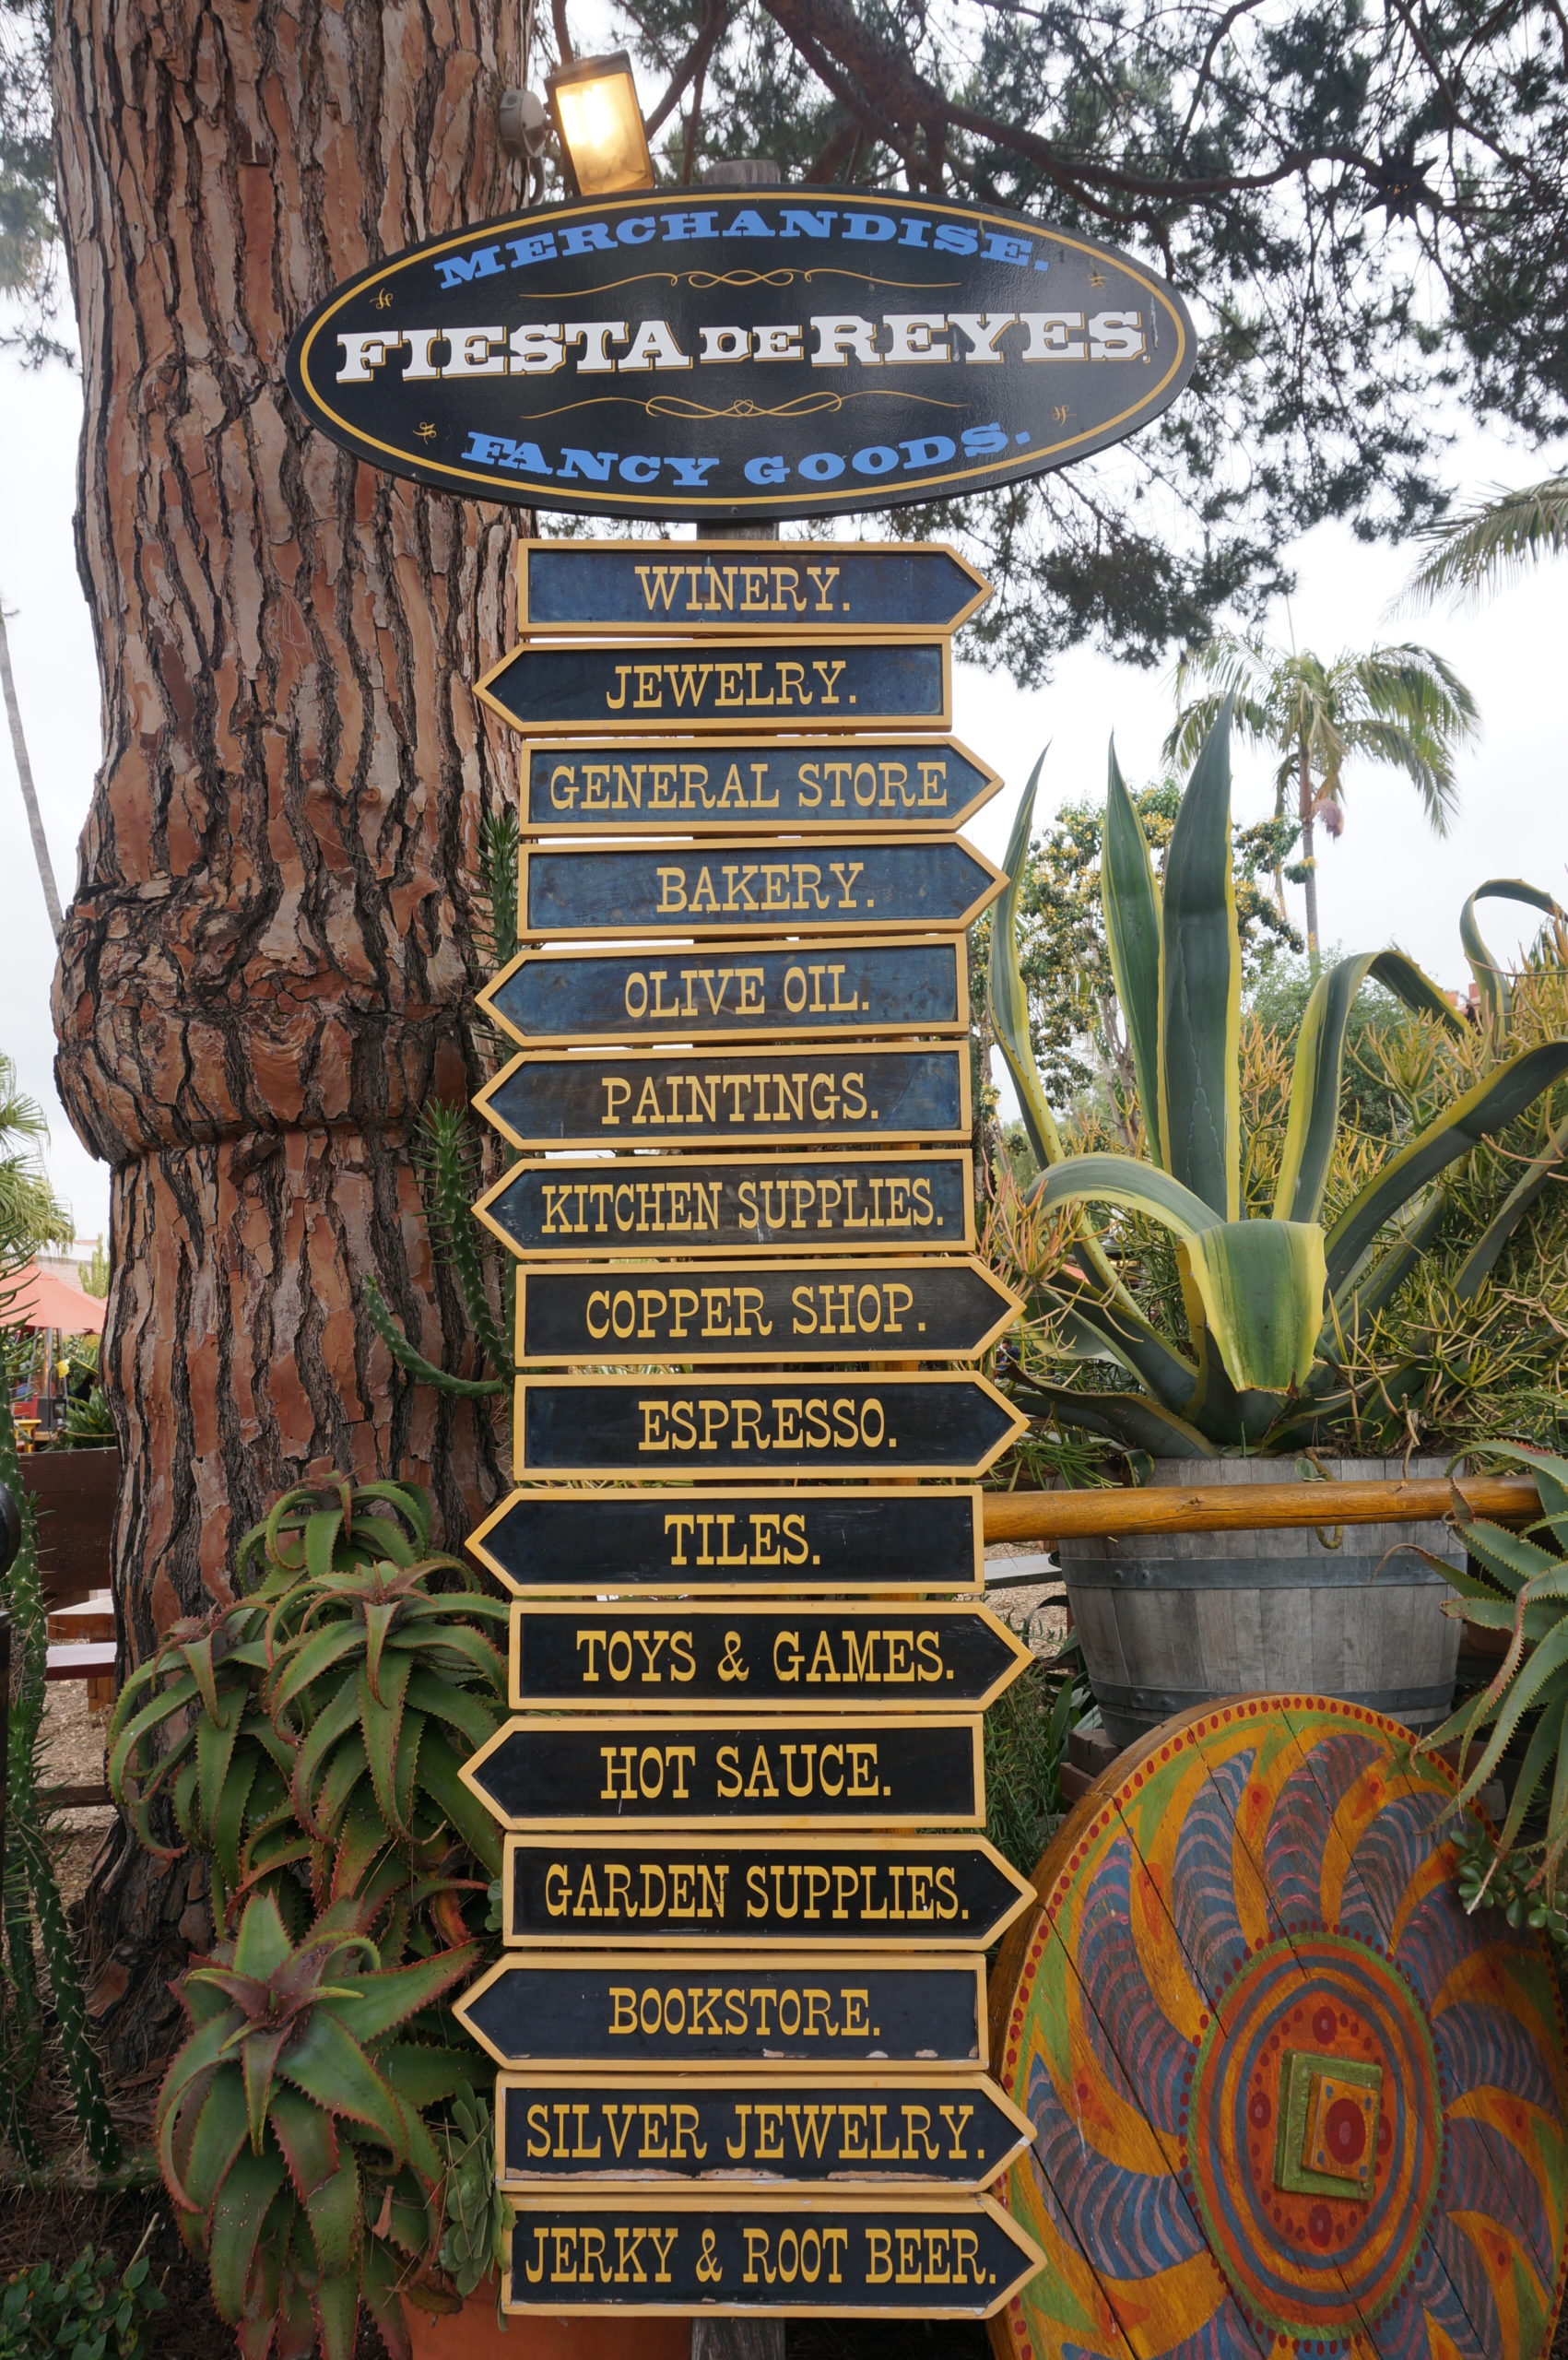 MERCHANDISE.
FIESTA DE REYES.
FANCY GOODS.
WINERY.
JEWELRY.
GENERAL STORE
BAKERY.
OLIVE OIL.
PAINTINGS.
KITCHEN SUPPLIES.
COPPER SHOP.
ESPRESSO.
TILES.
TOYS & GAMES.
HOT SAUCE.
GARDEN SUPPLIES.
BOOKSTORE.
SILVER JEWELRY.
JERKY & ROOT BEER.